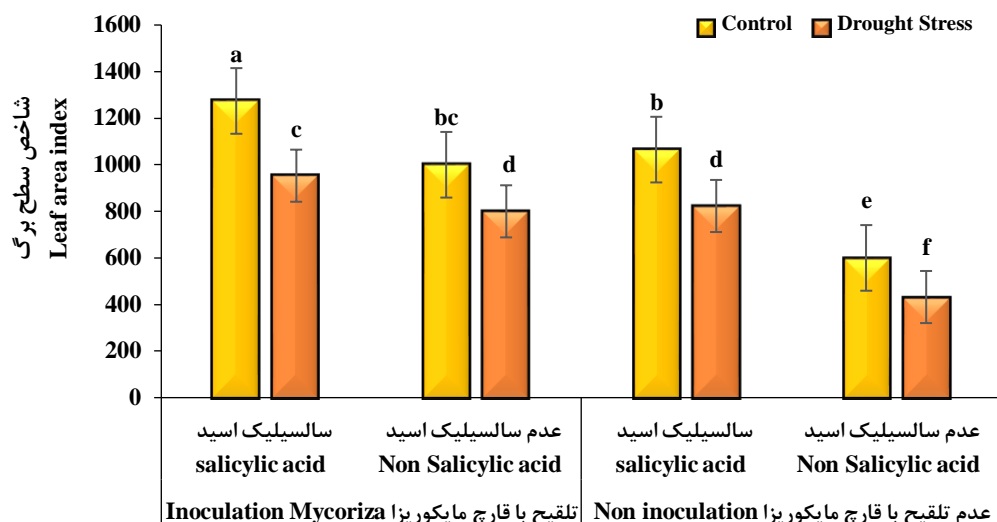 1600
1400
1200
1000
800
600
400
200
0
شاخص سطح برگ
Leaf area index
Control
Drought Stress
a
c
bc
d
b
d
e
f
سالسیلیک اسید
salicylic acid
عدم سالسیلیک اسید
Non Salicylic acid
سالسیلیک اسید
salicylic acid
عدم سالسیلیک اسید
Non Salicylic acid
تلقیح با قارچ مایکوریزا Inoculation Mycoriza
عدم تلقیح با قارچ مایکوریزا Non inoculation